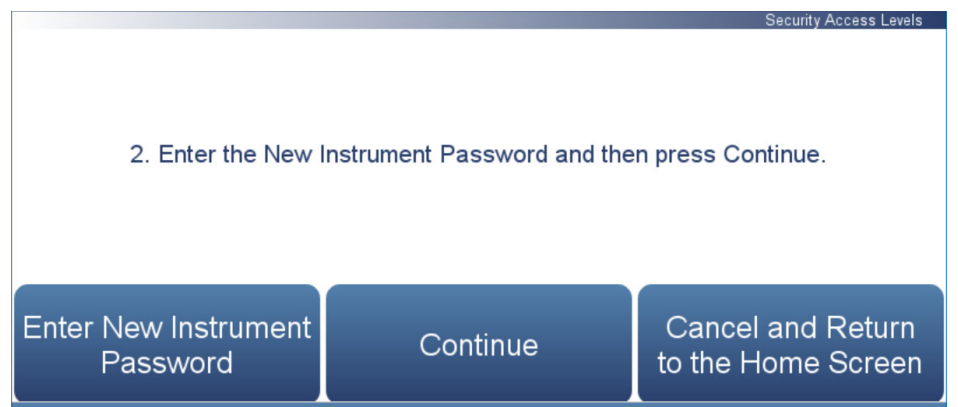 Security Access Levels
2. Enter the New Instrument Password and then press Continue.
Enter New Instrument
Password
Continue
Cancel and Return
to the Home Screen